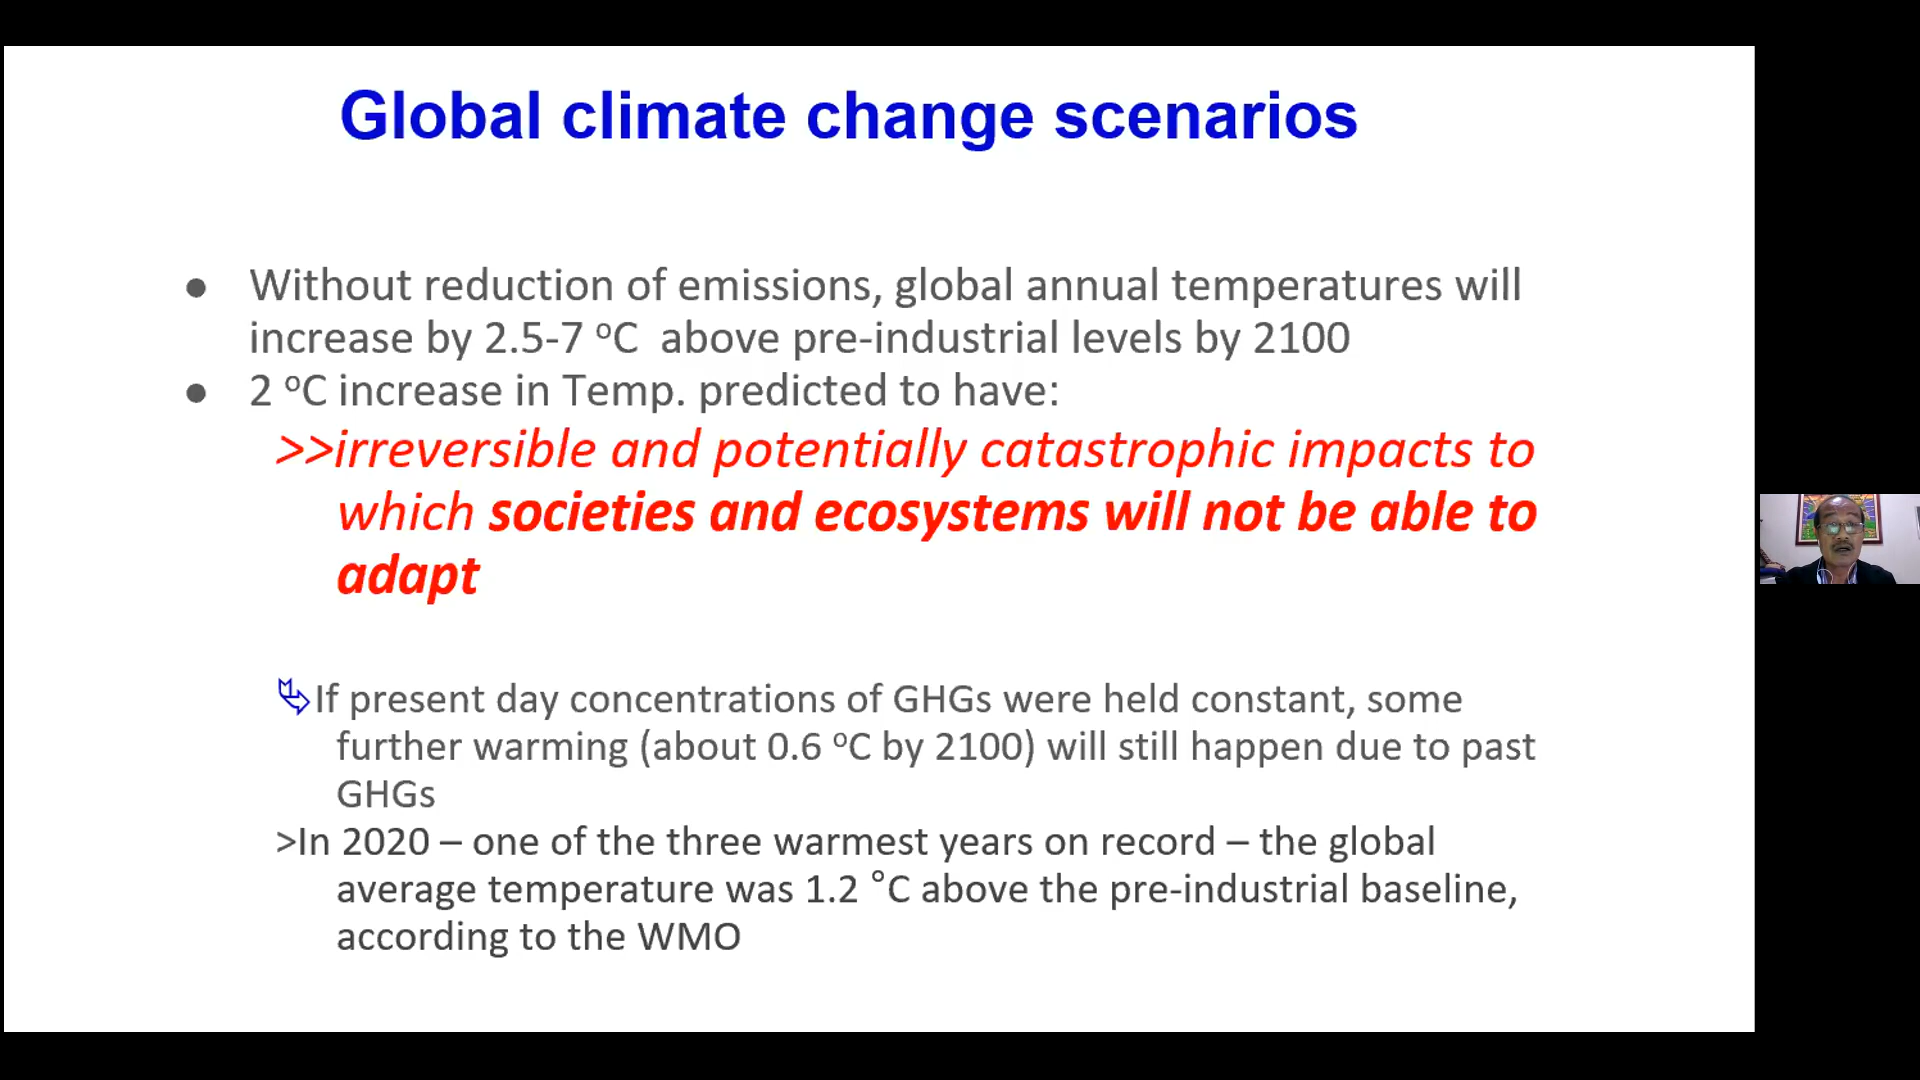 Global climate change scenarios
● Without reduction of emissions, global annual temperatures will
increase by 2.5-7 ºC above pre-industrial levels by 2100
● 2 ºC increase in Temp. predicted to have:
>>irreversible and potentially catastrophic impacts to
which societies and ecosystems will not be able to
adapt
If present day concentrations of GHGs were held constant, some
further warming (about 0.6 ºC by 2100) will still happen due to past
GHGs
>In 2020 – one of the three warmest years on record – the global
average temperature was 1.2 °C above the pre-industrial baseline,
according to the WMO